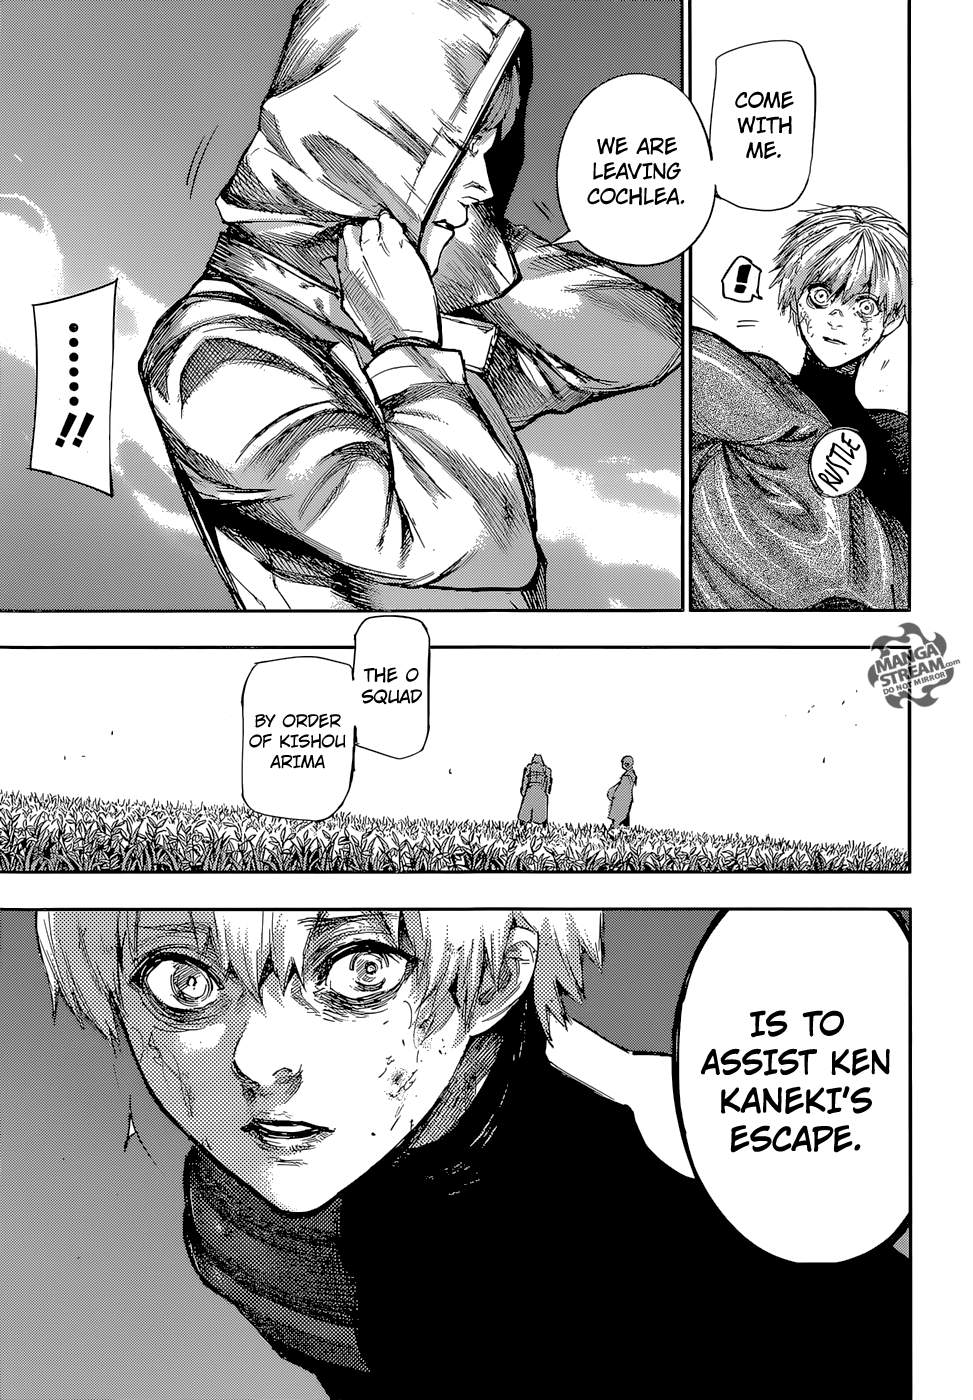 COME
WITH
ME.
WE ARE
LEAVING
COCHLEA.
!
RUSTLE
.......!!
THE 0
SQUAD
BY ORDER
OF KISHOU
ARIMA
MANGA
STREAM.com
DO NOT MIRROR
IS TO
ASSIST KEN
KANEKI'S
ESCAPE.